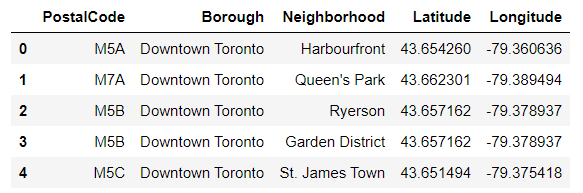 PostalCode Borough Neighborhood Latitude Longitude
0 M5A Downtown Toronto Harbourfront 43.654260 -79.360636
1 M7A Downtown Toronto Queen's Park 43.662301 -79.389494
2 M5B Downtown Toronto Ryerson 43.657162 -79.378937
3 M5B Downtown Toronto Garden District 43.657162 -79.378937
4 M5C Downtown Toronto St. James Town 43.651494 -79.375418